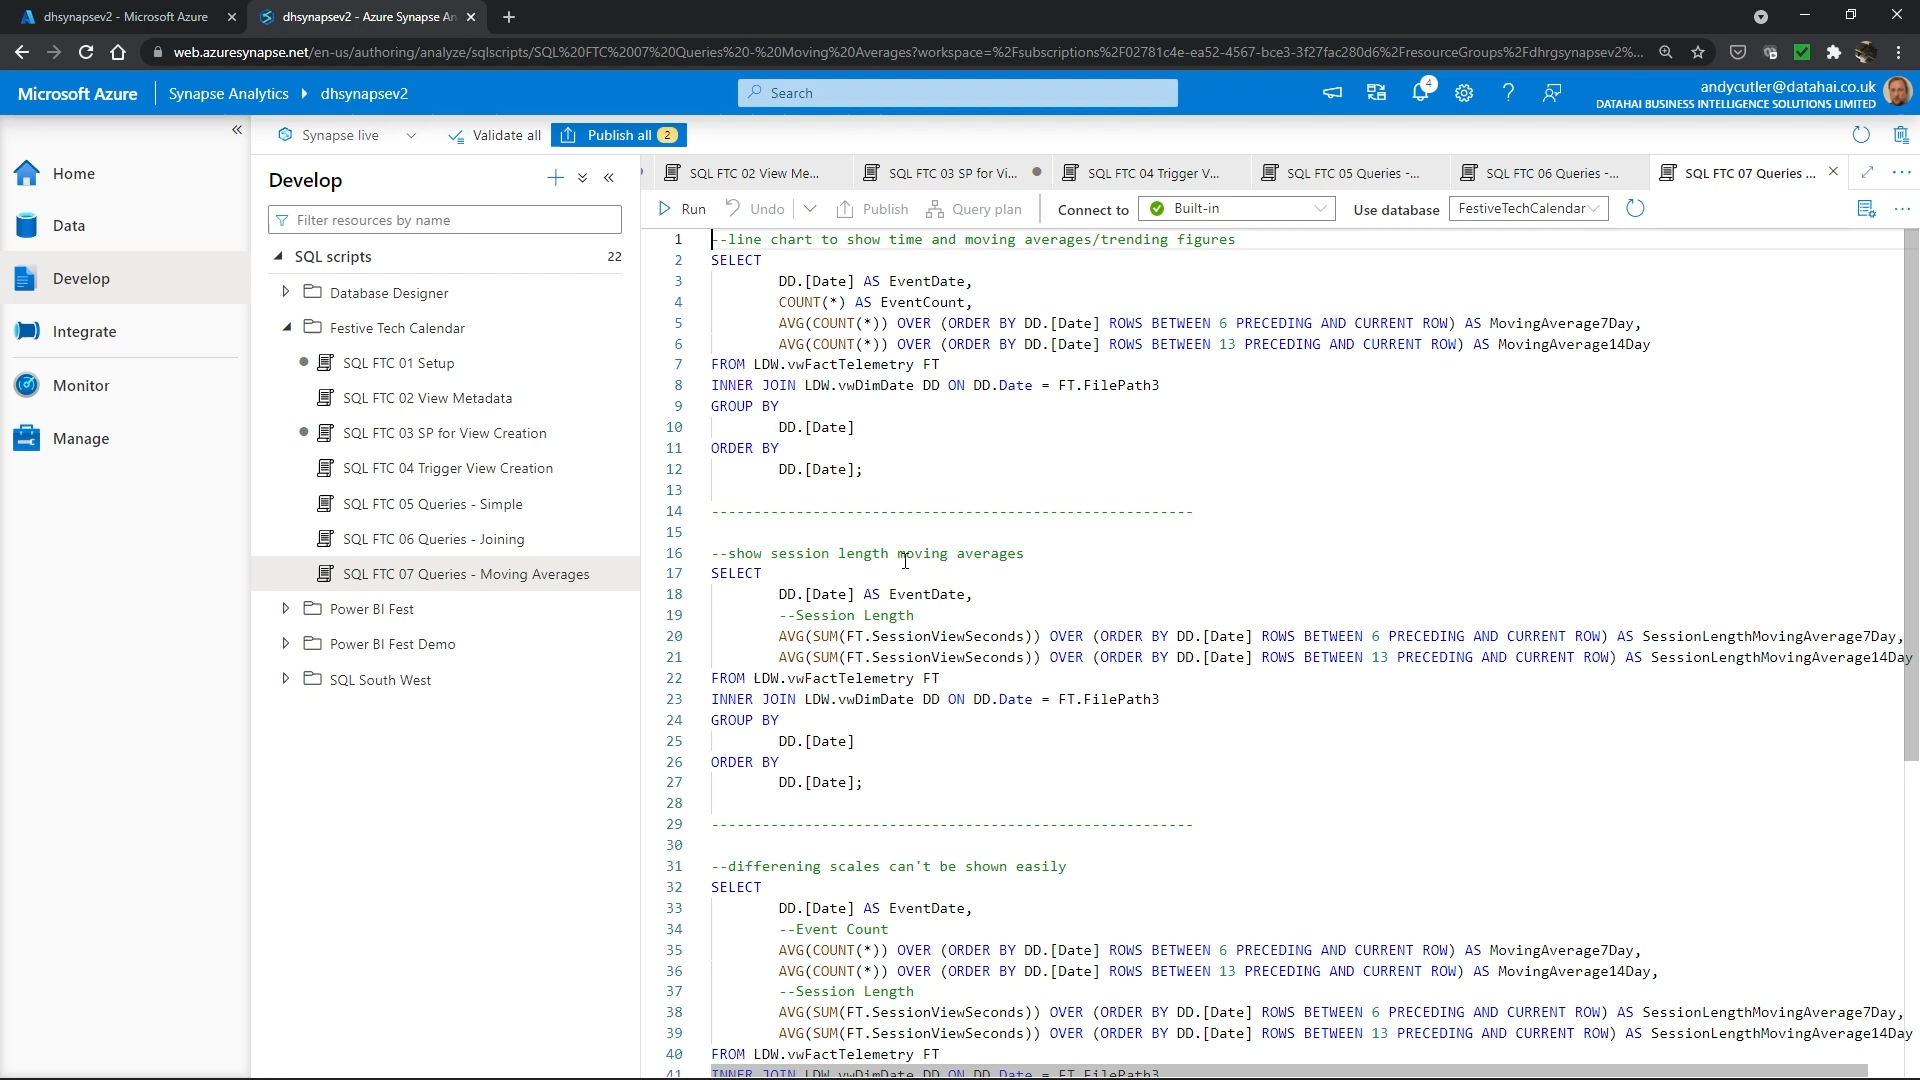 dhsynapsev2 - Microsoft Azure
dhsynapsev2 - Azure Synapse An
web.azuresynapse.net/en-us/authoring/analyze/sqlscripts/SQL%20FTC%2007%20Queries%20-%20Moving%20Averages?workspace=%2Fsubscriptions%2F02781c4e-ea52-4567-bce3-3f27fac280d6%2FresourceGroups%2Fdhrgsynapsev2%...
Microsoft Azure
Synapse Analytics
dhsynapsev2
Search
4
andycutler@datahai.co.uk
DATAHAI BUSINESS INTELLIGENCE SOLUTIONS LIMITED
Synapse live
Validate all
Publish all 2
Home
Data
Develop
Integrate
Monitor
Manage
Develop
Filter resources by name
SQL scripts 22
Database Designer
Festive Tech Calendar
SQL FTC 01 Setup
SQL FTC 02 View Metadata
SQL FTC 03 SP for View Creation
SQL FTC 04 Trigger View Creation
SQL FTC 05 Queries - Simple
SQL FTC 06 Queries - Joining
SQL FTC 07 Queries - Moving Averages
Power BI Fest
Power BI Fest Demo
SQL South West
SQL FTC 02 View Me...
SQL FTC 03 SP for Vi...
SQL FTC 04 Trigger V...
SQL FTC 05 Queries -...
SQL FTC 06 Queries -...
SQL FTC 07 Queries ...
Run
Undo
Publish
Query plan
Connect to
Built-in
Use database
FestiveTechCalendar
1 --line chart to show time and moving averages/trending figures
2 SELECT
3 DD.[Date] AS EventDate,
4 COUNT(*) AS EventCount,
5 AVG(COUNT(*)) OVER (ORDER BY DD.[Date] ROWS BETWEEN 6 PRECEDING AND CURRENT ROW) AS MovingAverage7Day,
6 AVG(COUNT(*)) OVER (ORDER BY DD.[Date] ROWS BETWEEN 13 PRECEDING AND CURRENT ROW) AS MovingAverage14Day
7 FROM LDW.vwFactTelemetry FT
8 INNER JOIN LDW.vwDimDate DD ON DD.Date = FT.FilePath3
9 GROUP BY
10 DD.[Date]
11 ORDER BY
12 DD.[Date];
13
14 ---------------------------------------------------------
15
16 --show session length moving averages
17 SELECT
18 DD.[Date] AS EventDate,
19 --Session Length
20 AVG(SUM(FT.SessionViewSeconds)) OVER (ORDER BY DD.[Date] ROWS BETWEEN 6 PRECEDING AND CURRENT ROW) AS SessionLengthMovingAverage7Day,
21 AVG(SUM(FT.SessionViewSeconds)) OVER (ORDER BY DD.[Date] ROWS BETWEEN 13 PRECEDING AND CURRENT ROW) AS SessionLengthMovingAverage14Day
22 FROM LDW.vwFactTelemetry FT
23 INNER JOIN LDW.vwDimDate DD ON DD.Date = FT.FilePath3
24 GROUP BY
25 DD.[Date]
26 ORDER BY
27 DD.[Date];
28
29 ---------------------------------------------------------
30
31 --differening scales can't be shown easily
32 SELECT
33 DD.[Date] AS EventDate,
34 --Event Count
35 AVG(COUNT(*)) OVER (ORDER BY DD.[Date] ROWS BETWEEN 6 PRECEDING AND CURRENT ROW) AS MovingAverage7Day,
36 AVG(COUNT(*)) OVER (ORDER BY DD.[Date] ROWS BETWEEN 13 PRECEDING AND CURRENT ROW) AS MovingAverage14Day,
37 --Session Length
38 AVG(SUM(FT.SessionViewSeconds)) OVER (ORDER BY DD.[Date] ROWS BETWEEN 6 PRECEDING AND CURRENT ROW) AS SessionLengthMovingAverage7Day,
39 AVG(SUM(FT.SessionViewSeconds)) OVER (ORDER BY DD.[Date] ROWS BETWEEN 13 PRECEDING AND CURRENT ROW) AS SessionLengthMovingAverage14Day
40 FROM LDW.vwFactTelemetry FT
41 INNER JOIN LDW.vwDimDate DD ON DD.Date = FT.FilePath3